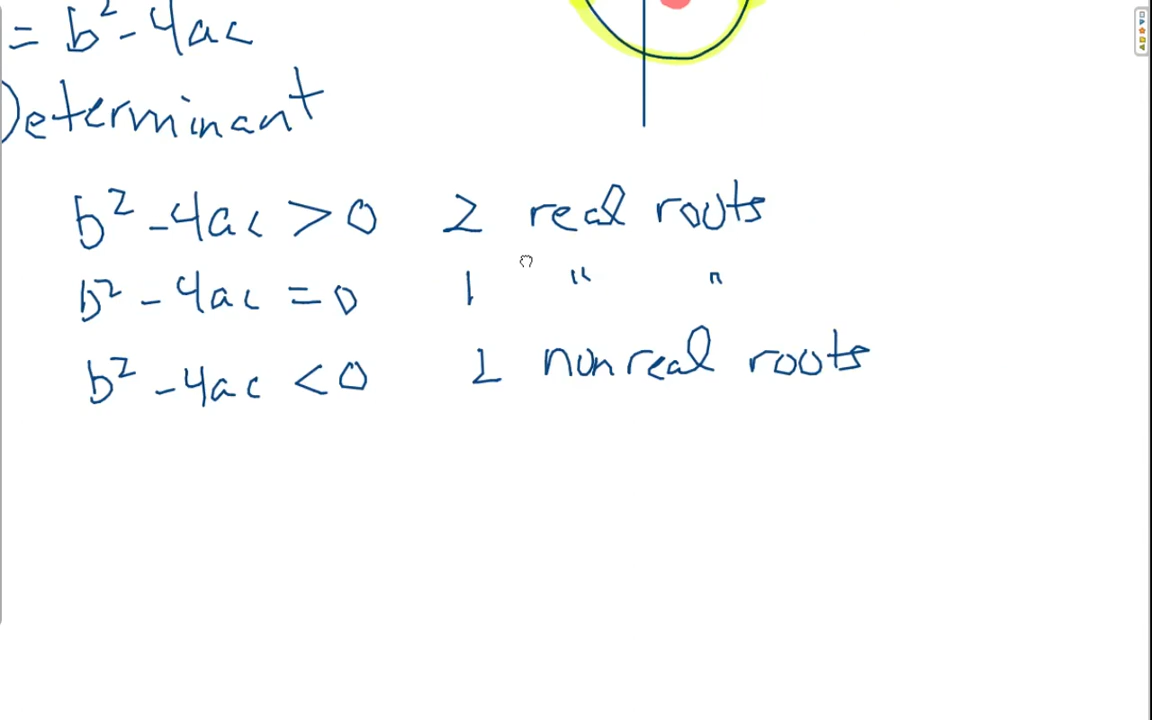 = b² - 4ac
Determinant
b² - 4ac > 0 2 real roots
b² - 4ac = 0 1 " "
b² - 4ac < 0 2 nonreal roots